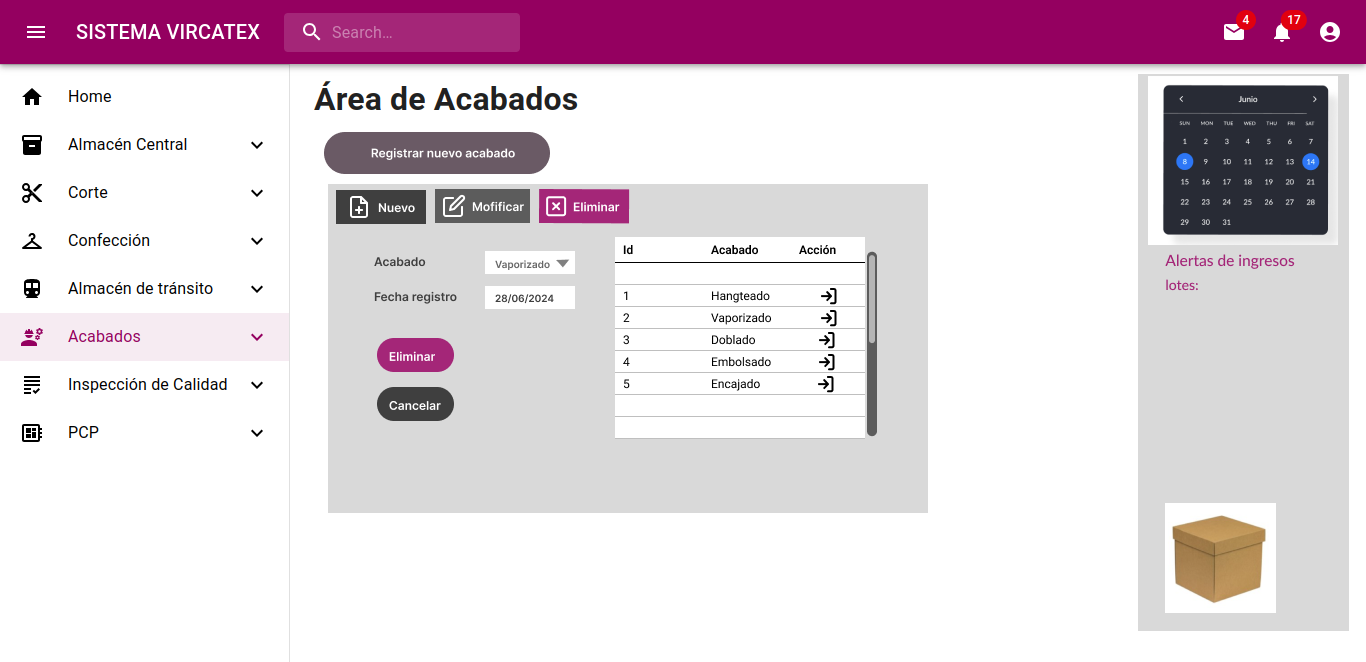 SISTEMA VIRCATEX
Search...
4
17
Home
Almacén Central
Corte
Confección
Almacén de tránsito
Acabados
Inspección de Calidad
PCP
Área de Acabados
Registrar nuevo acabado
Nuevo
Mofificar
Eliminar
Acabado
Vaporizado
Fecha registro
28/06/2024
Eliminar
Cancelar
Id Acabado Acción
1 Hangteado
2 Vaporizado
3 Doblado
4 Embolsado
5 Encajado
Junio
SUN MON TUE WED THU FRI SAT
1 2 3 4 5 6 7
8 9 10 11 12 13 14
15 16 17 18 19 20 21
22 23 24 25 26 27 28
29 30 31
Alertas de ingresos
lotes: